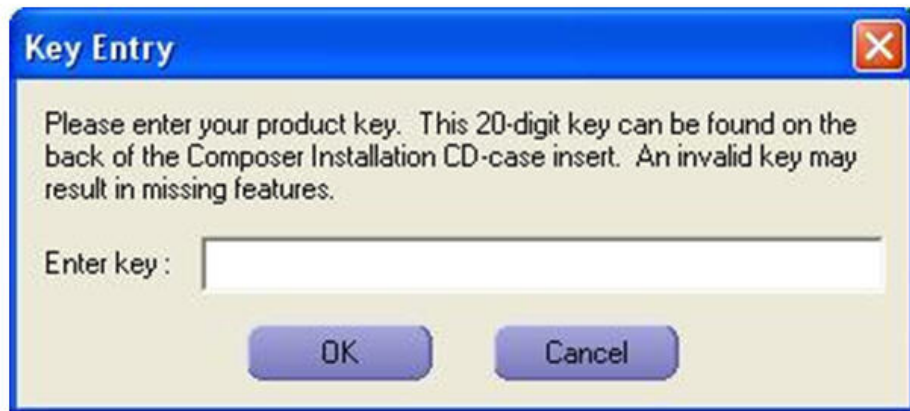 Key Entry
Please enter your product key.  This 20-digit key can be found on the
back of the Composer Installation CD-case insert.  An invalid key may
result in missing features.
Enter key :
OK Cancel